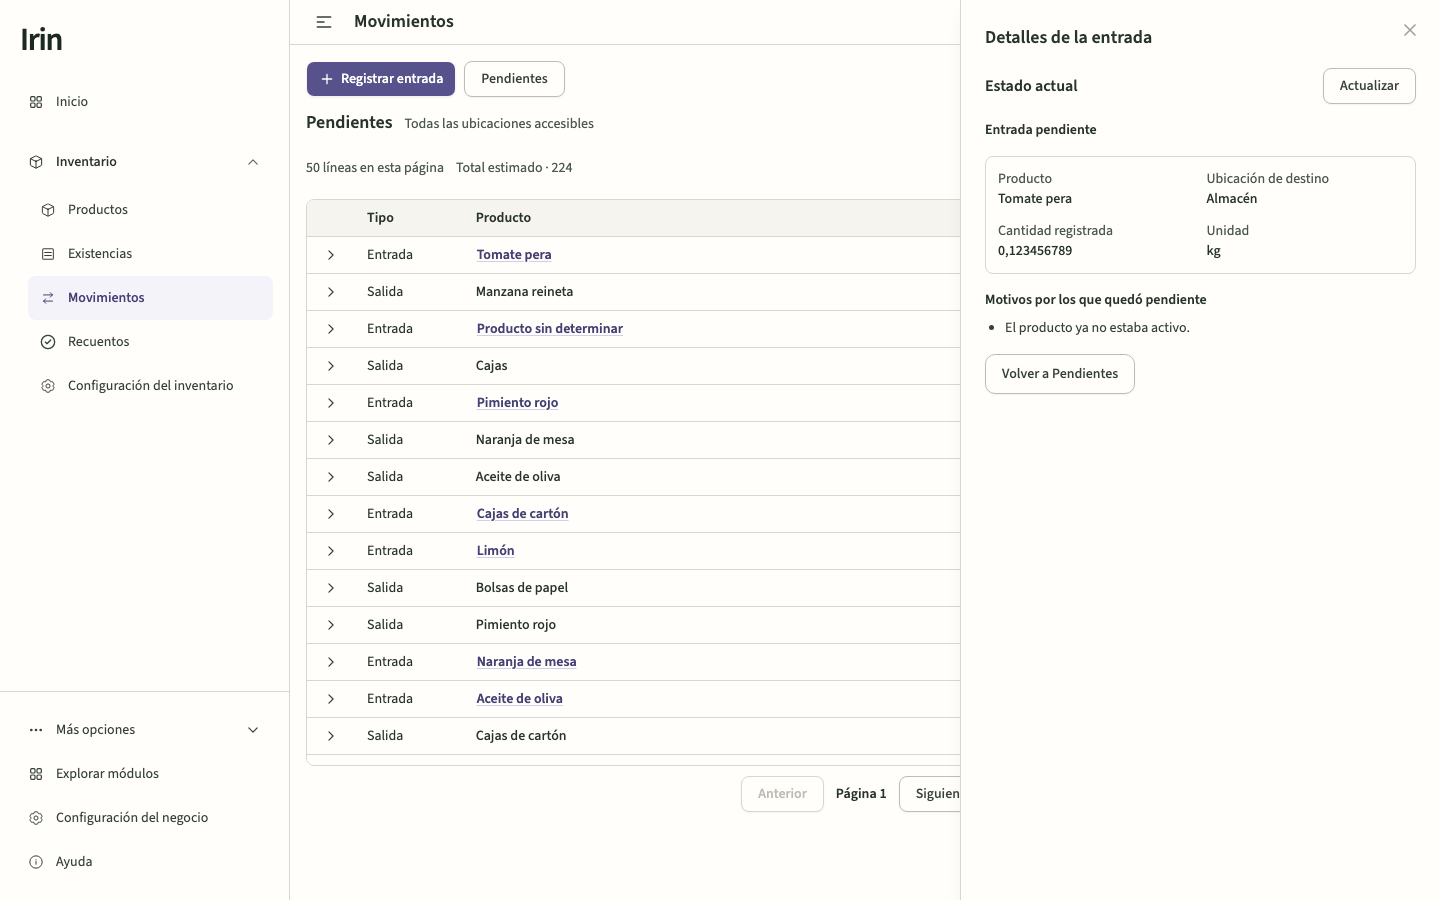 Irin
Inicio
Inventario
Productos
Existencias
Movimientos
Recuentos
Configuración del inventario
Más opciones
Explorar módulos
Configuración del negocio
Ayuda
Movimientos
Registrar entrada
Pendientes
Pendientes Todas las ubicaciones accesibles
50 líneas en esta página Total estimado · 224
Tipo Producto
Entrada Tomate pera
Salida Manzana reineta
Entrada Producto sin determinar
Salida Cajas
Entrada Pimiento rojo
Salida Naranja de mesa
Salida Aceite de oliva
Entrada Cajas de cartón
Entrada Limón
Salida Bolsas de papel
Salida Pimiento rojo
Entrada Naranja de mesa
Entrada Aceite de oliva
Salida Cajas de cartón
Anterior Página 1 Siguien
Detalles de la entrada
Estado actual Actualizar
Entrada pendiente
Producto Ubicación de destino
Tomate pera Almacén
Cantidad registrada Unidad
0,123456789 kg
Motivos por los que quedó pendiente
El producto ya no estaba activo.
Volver a Pendientes